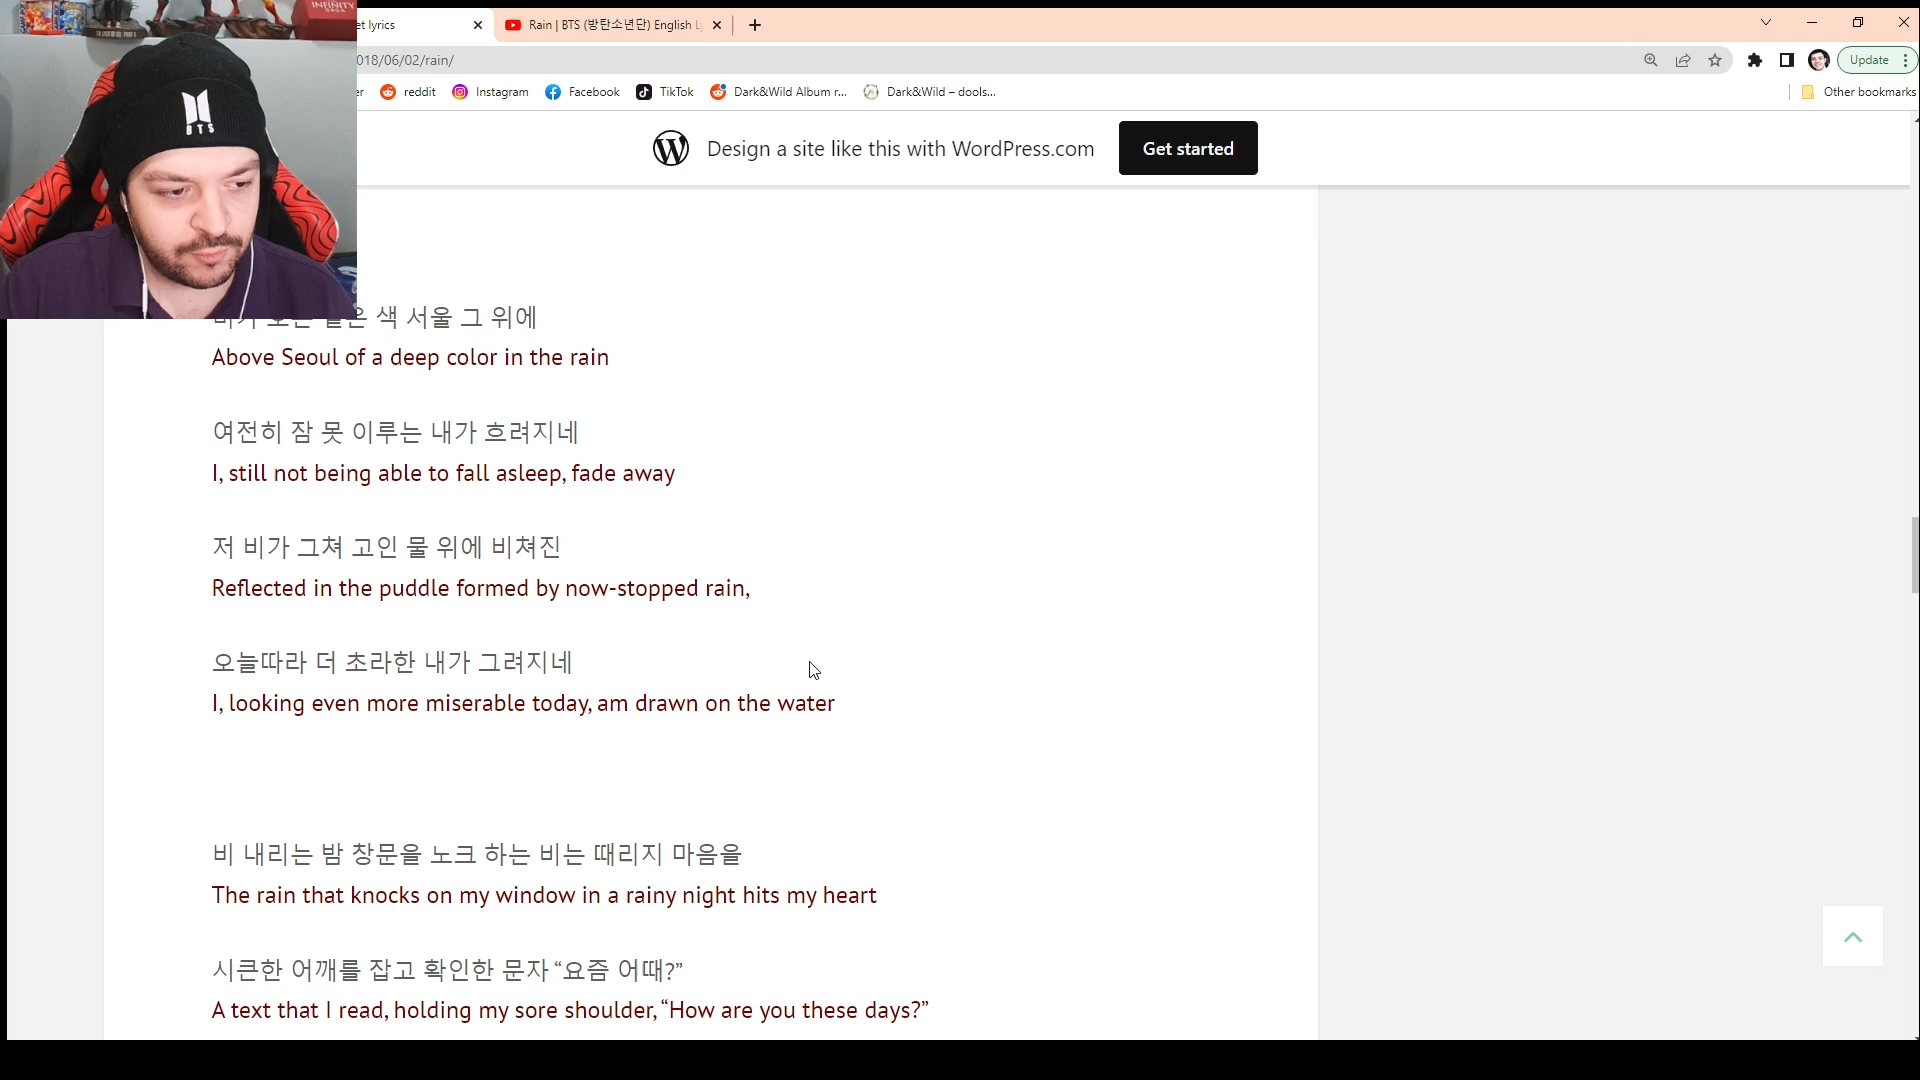 INFINITY
SAGA
BTS
et lyrics
Rain | BTS (방탄소년단) English L
018/06/02/rain/
Update
er
reddit
Instagram
Facebook
TikTok
Dark&Wild Album r...
Dark&Wild – dools...
Other bookmarks
Design a site like this with WordPress.com
Get started
색 서울 그 위에
Above Seoul of a deep color in the rain
여전히 잠 못 이루는 내가 흐려지네
I, still not being able to fall asleep, fade away
저 비가 그쳐 고인 물 위에 비쳐진
Reflected in the puddle formed by now-stopped rain,
오늘따라 더 초라한 내가 그려지네
I, looking even more miserable today, am drawn on the water
비 내리는 밤 창문을 노크 하는 비는 때리지 마음을
The rain that knocks on my window in a rainy night hits my heart
시큰한 어깨를 잡고 확인한 문자 “요즘 어때?”
A text that I read, holding my sore shoulder, “How are you these days?”